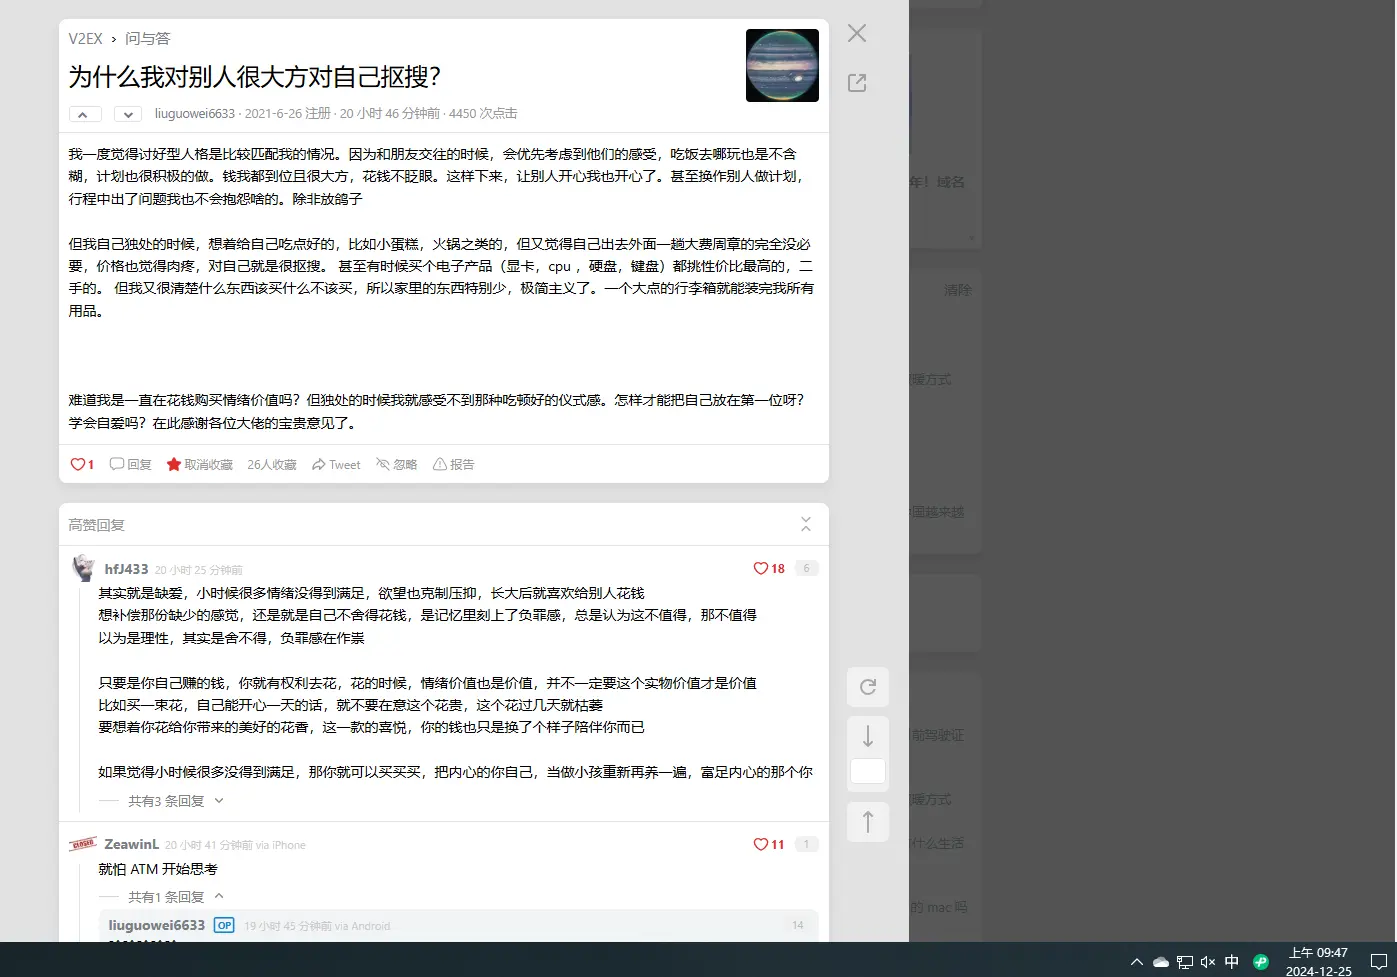 V2EX › 问与答
为什么我对别人很大方对自己抠搜？
liuguowei6633 · 2021-6-26 注册 · 20 小时 46 分钟前 · 4450 次点击
我一度觉得讨好型人格是比较匹配我的情况。因为和朋友交往的时候，会优先考虑到他们的感受，吃饭去哪玩也是不含
糊，计划也很积极的做。钱我都到位且很大方，花钱不眨眼。这样下来，让别人开心我也开心了。甚至换作别人做计划，
行程中出了问题我也不会抱怨啥的。除非放鸽子
但我自己独处的时候，想着给自己吃点好的，比如小蛋糕，火锅之类的，但又觉得自己出去外面一趟大费周章的完全没必
要，价格也觉得肉疼，对自己就是很抠搜。 甚至有时候买个电子产品（显卡，cpu ，硬盘，键盘）都挑性价比最高的，二
手的。 但我又很清楚什么东西该买什么不该买，所以家里的东西特别少，极简主义了。一个大点的行李箱就能装完我所有
用品。
难道我是一直在花钱购买情绪价值吗？但独处的时候我就感受不到那种吃顿好的仪式感。怎样才能把自己放在第一位呀？
学会自爱吗？在此感谢各位大佬的宝贵意见了。
1 回复 取消收藏 26人收藏 Tweet 忽略 报告
高赞回复
hfJ433 20 小时 25 分钟前 18 6
其实就是缺爱，小时候很多情绪没得到满足，欲望也克制压抑，长大后就喜欢给别人花钱
想补偿那份缺少的感觉，还是就是自己不舍得花钱，是记忆里刻上了负罪感，总是认为这不值得，那不值得
以为是理性，其实是舍不得，负罪感在作祟
只要是你自己赚的钱，你就有权利去花，花的时候，情绪价值也是价值，并不一定要这个实物价值才是价值
比如买一束花，自己能开心一天的话，就不要在意这个花贵，这个花过几天就枯萎
要想着你花给你带来的美好的花香，这一款的喜悦，你的钱也只是换了个样子陪伴你而已
如果觉得小时候很多没得到满足，那你就可以买买买，把内心的你自己，当做小孩重新再养一遍，富足内心的那个你
共有3 条回复
CLOSED
ZeawinL 20 小时 41 分钟前 via iPhone 11 1
就怕 ATM 开始思考
共有1 条回复
liuguowei6633 OP 19 小时 45 分钟前 via Android 14
年！域名
清除
暖方式
国越来越
前驾驶证
暖方式
什么生活
的 mac 吗
中
上午 09:47
2024-12-25